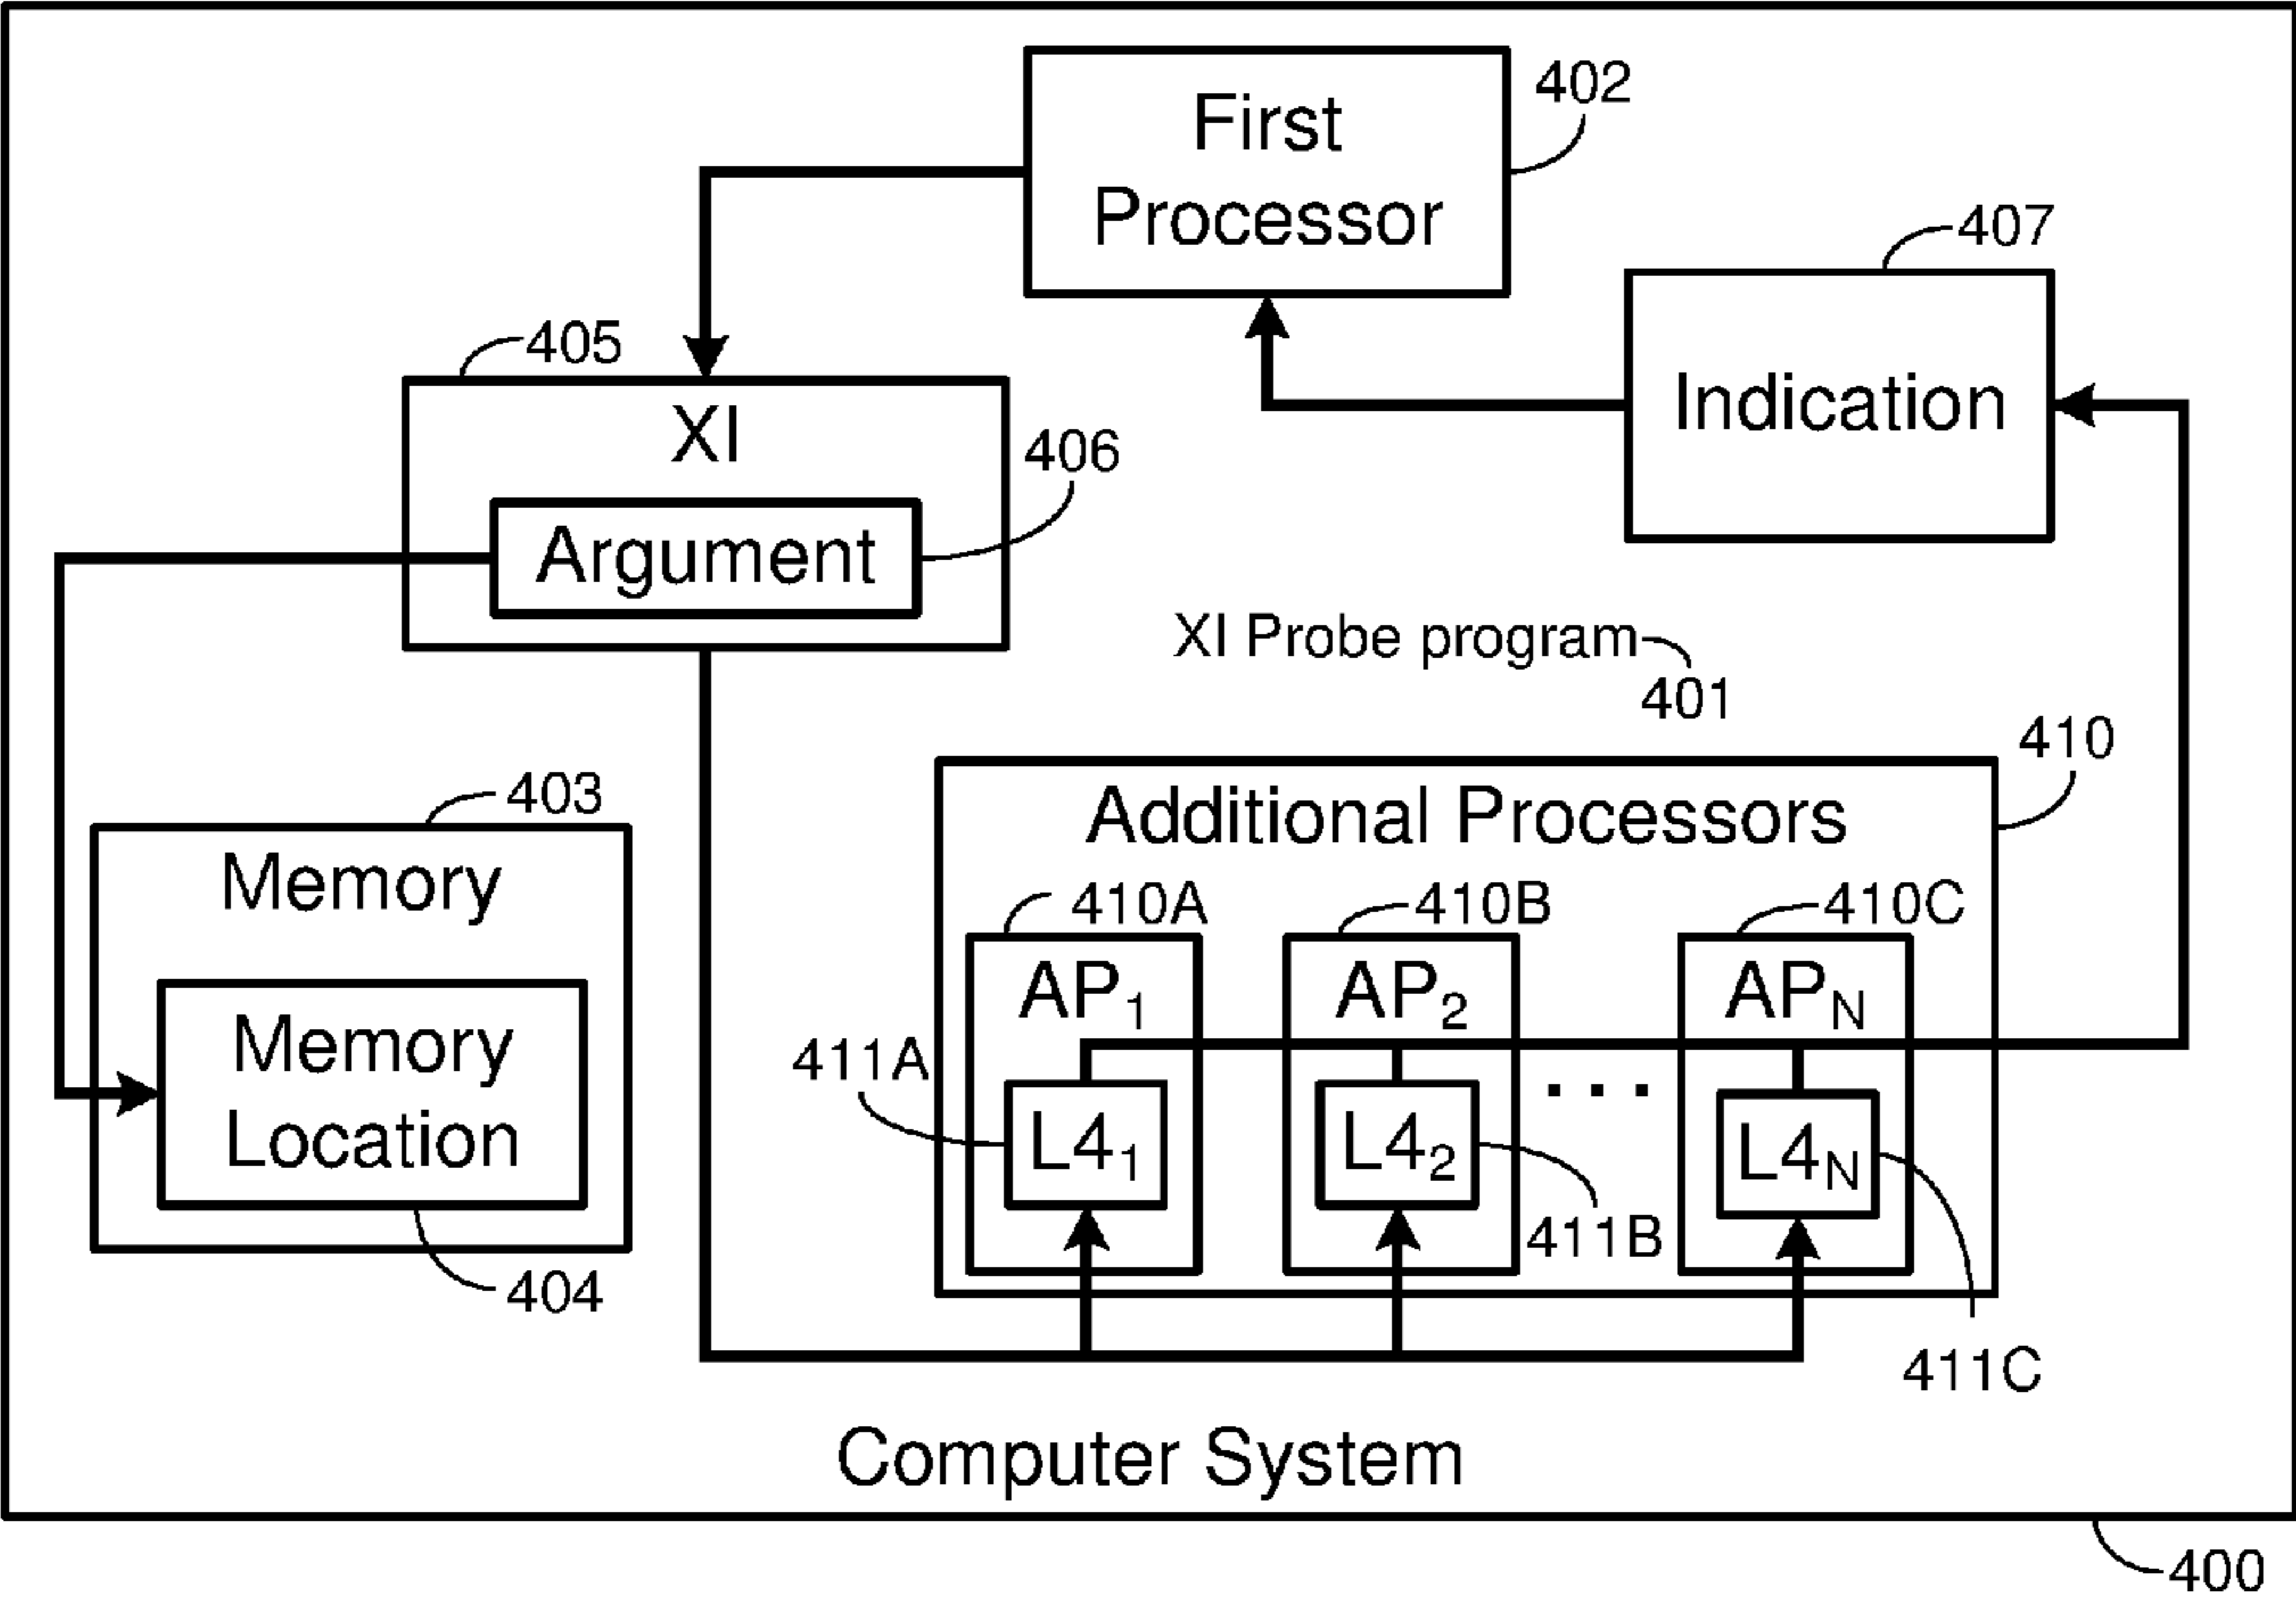 First
Processor
402
407
Indication
405
XI
406
Argument
XI Probe program
401
410
403
Memory
Memory
Location
404
Additional Processors
410A
410B
410C
AP1
AP2
APN
411A
L41
L42
. . .
L4N
411B
411C
Computer System
400